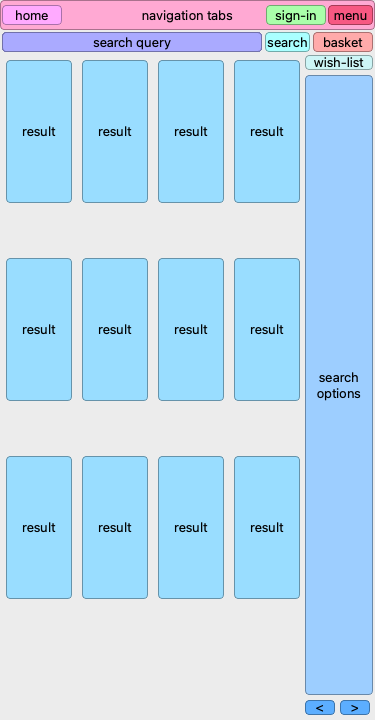 home
navigation tabs
sign-in
menu
search query
search
basket
wish-list
result
result
result
result
result
result
result
result
search
options
result
result
result
result
<
>